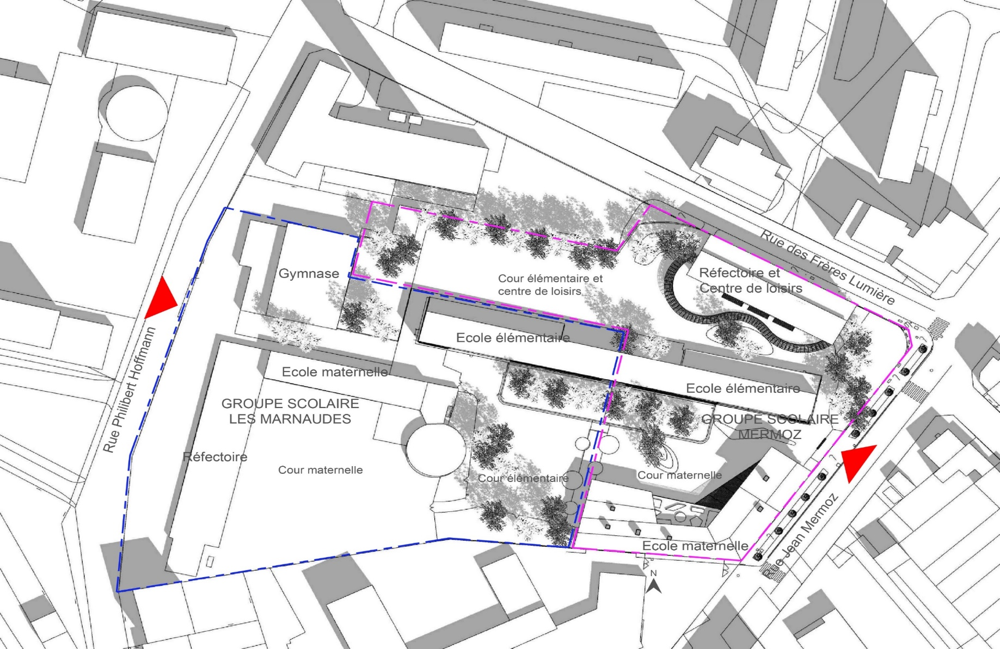 Rue des Frères Lumière
Gymnase
Cour élémentaire et
centre de loisirs
Réfectoire et
Centre de loisirs
Ecole élémentaire
Rue Philibert Hoffmann
Ecole maternelle
Ecole élémentaire
GROUPE SCOLAIRE
LES MARNAUDES
GROUPE SCOLAIRE
MERMOZ
Réfectoire
Cour maternelle
Cour élémentaire
Cour maternelle
Rue Jean Mermoz
Ecole maternelle
N